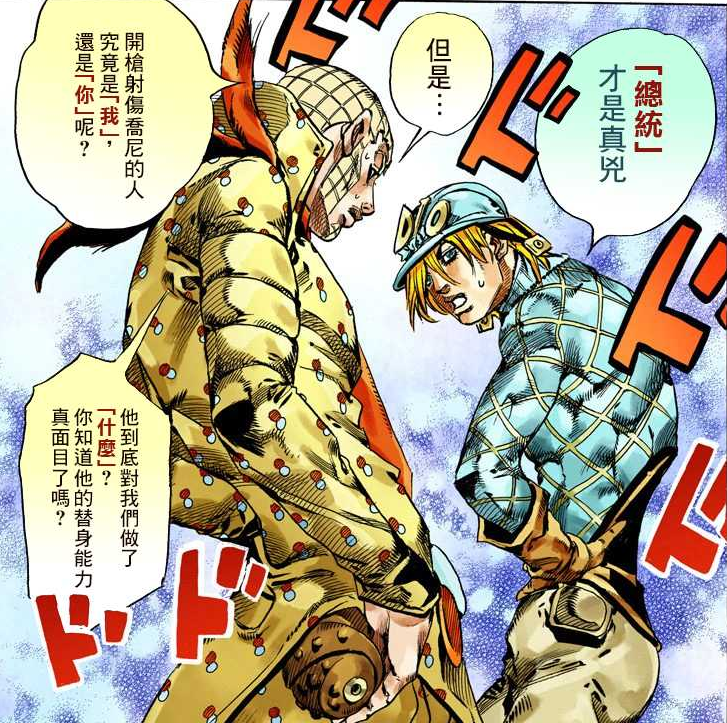 「總統」
才是真兇
但是⋯
開槍射傷喬尼的人
究竟是「我」,
還是「你」呢?
他到底對我們做了
「什麼」?
你知道他的替身能力
真面目了嗎?
ドド
ド
ド
ド
ド
ド